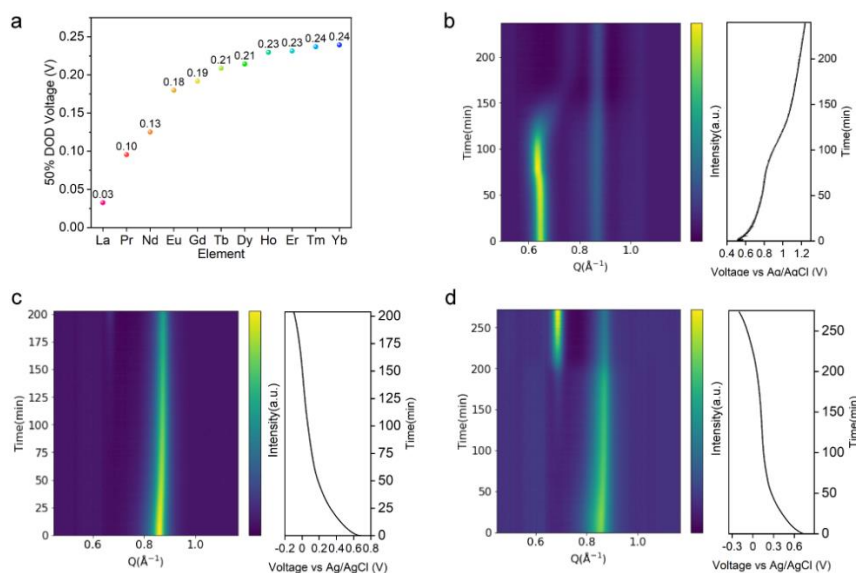 a
50% DOD Voltage (V)
0.25
0.20
0.15
0.10
0.05
0.00
0.03
0.10
0.13
0.18
0.19
0.21
0.21
0.23
0.23
0.24
0.24
La Pr Nd Eu Gd Tb Dy Ho Er Tm Yb
Element
b
Time(min)
200
150
100
50
0
0.6 0.8 1.0
Q(Å⁻¹)
Intensity(a.u.)
0.4 0.6 0.8 1 1.2
Voltage vs Ag/AgCl (V)
200
150
100
50
0
Time(min)
c
Time(min)
200
175
150
125
100
75
50
25
0
0.6 0.8 1.0
Q(Å⁻¹)
Intensity(a.u.)
-0.2 0 0.20.40.60.8
Voltage vs Ag/AgCl (V)
200
175
150
125
100
75
50
25
0
Time(min)
d
Time(min)
250
200
150
100
50
0
0.6 0.8 1.0
Q(Å⁻¹)
Intensity(a.u.)
-0.3 0 0.3 0.6
Voltage vs Ag/AgCl (V)
250
200
150
100
50
0
Time(min)